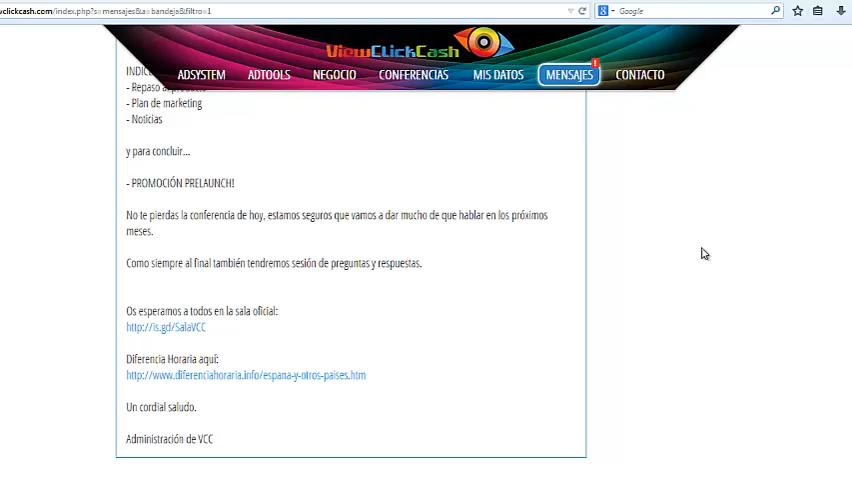 clickcash.com/index.php?s=mensajes&a=bandeja&filtro=1
Google
ViewClickCash
ADSYSTEM
ADTOOLS
NEGOCIO
CONFERENCIAS
MIS DATOS
MENSAJES
!
CONTACTO
- Plan de marketing
- Noticias
y para concluir...
- PROMOCIÓN PRELAUNCH!
No te pierdas la conferencia de hoy, estamos seguros que vamos a dar mucho de que hablar en los próximos
meses.
Como siempre al final también tendremos sesión de preguntas y respuestas.
Os esperamos a todos en la sala oficial:
http://is.gd/SalaVCC
Diferencia Horaria aquí:
http://www.diferenciahoraria.info/espana-y-otros-paises.htm
Un cordial saludo.
Administración de VCC